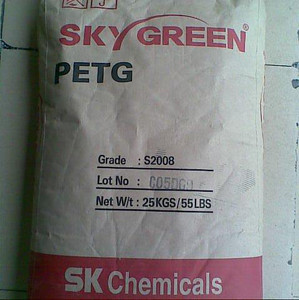 SKYGREEN®
PETG
Grade : S2008
Lot No :
Net W/t : 25KGS/55LBS
SK Chemicals